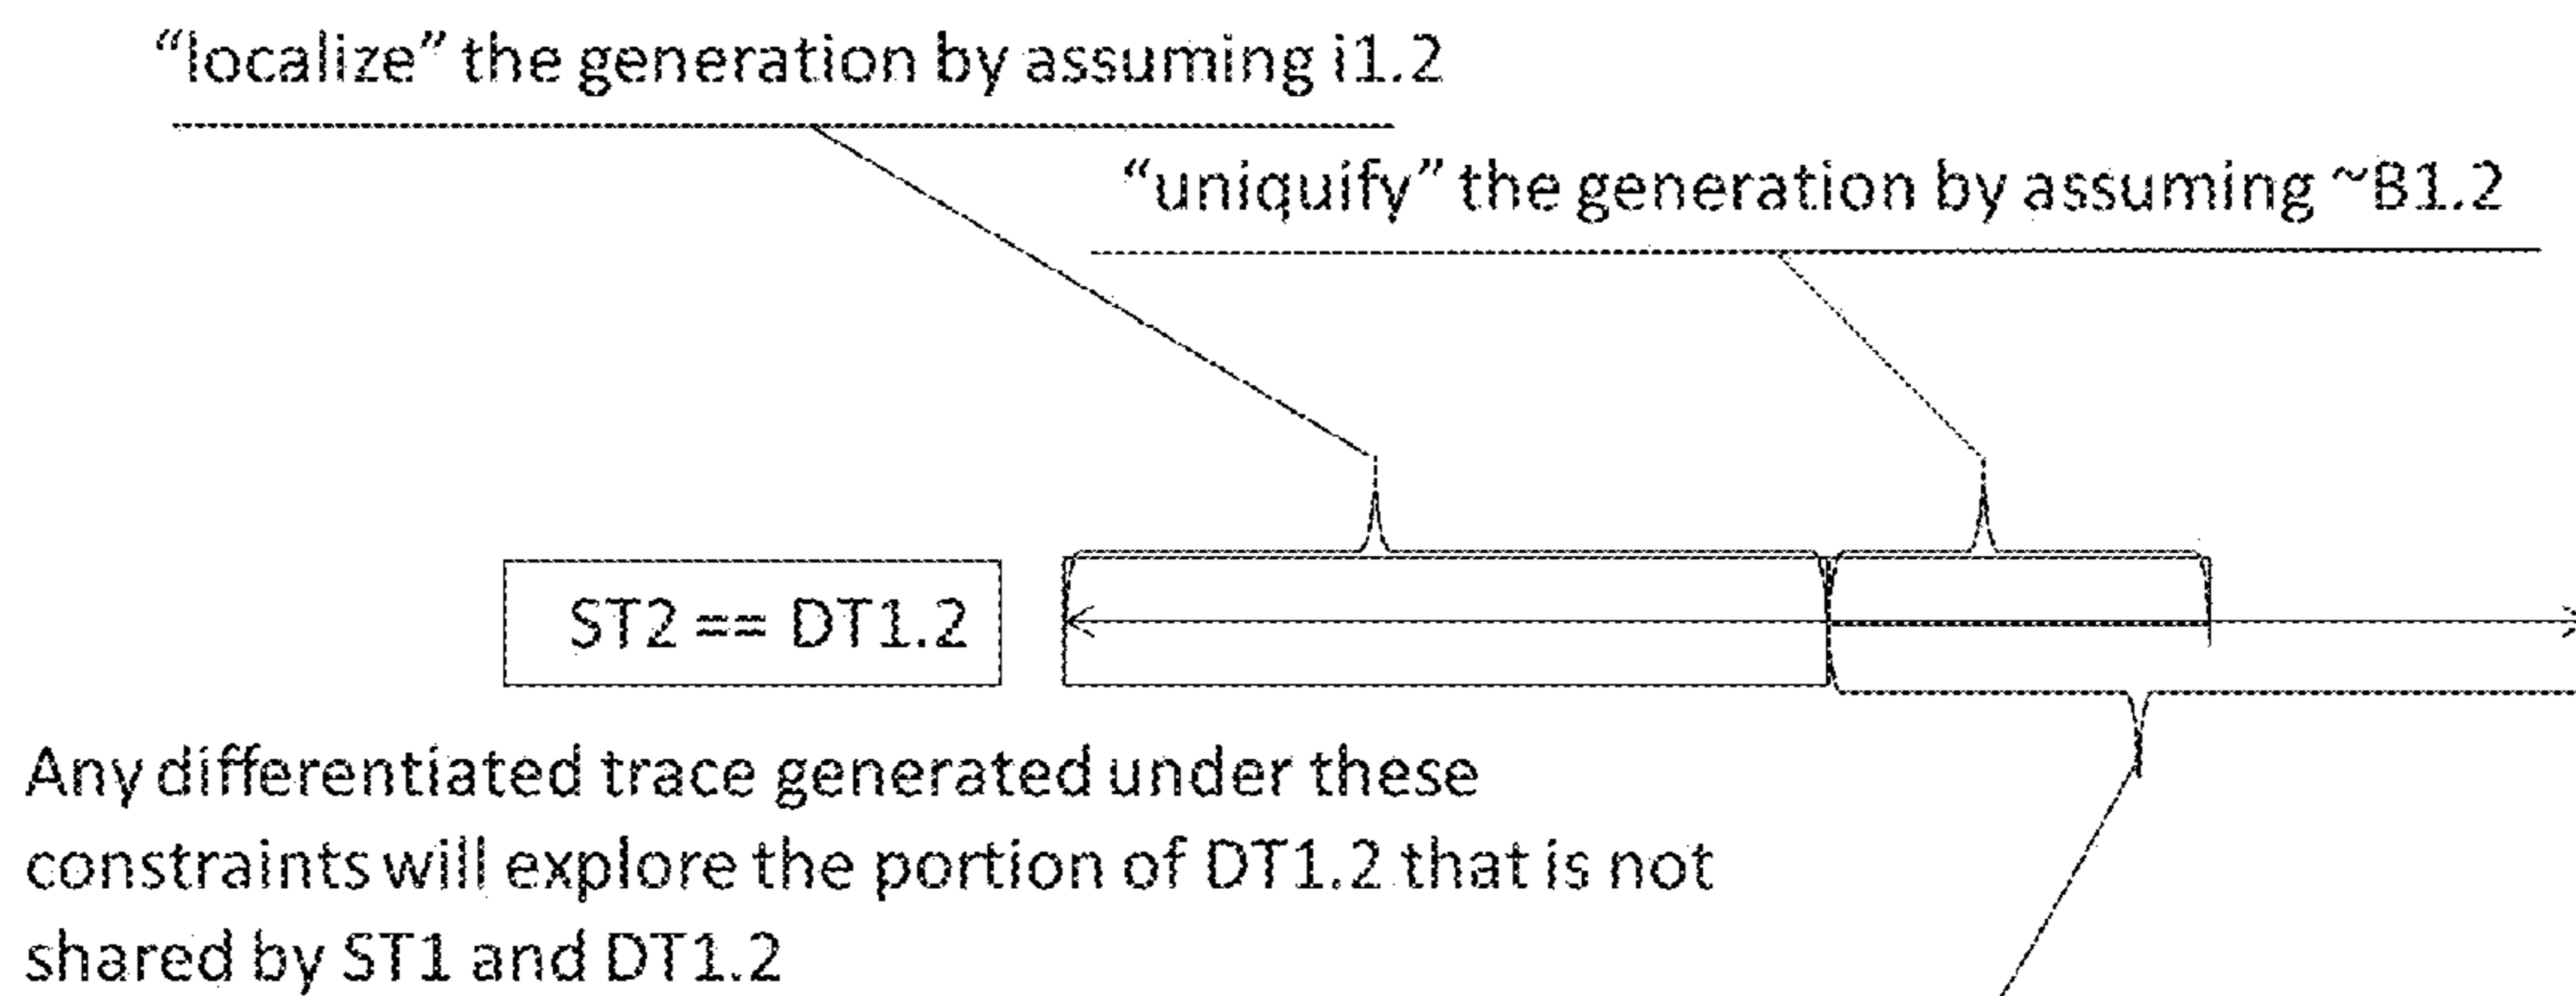 “localize” the generation by assuming i1.2
“uniquify” the generation by assuming ~B1.2
ST2 == DT1.2
Any differentiated trace generated under these
constraints will explore the portion of DT1.2 that is not
shared by ST1 and DT1.2